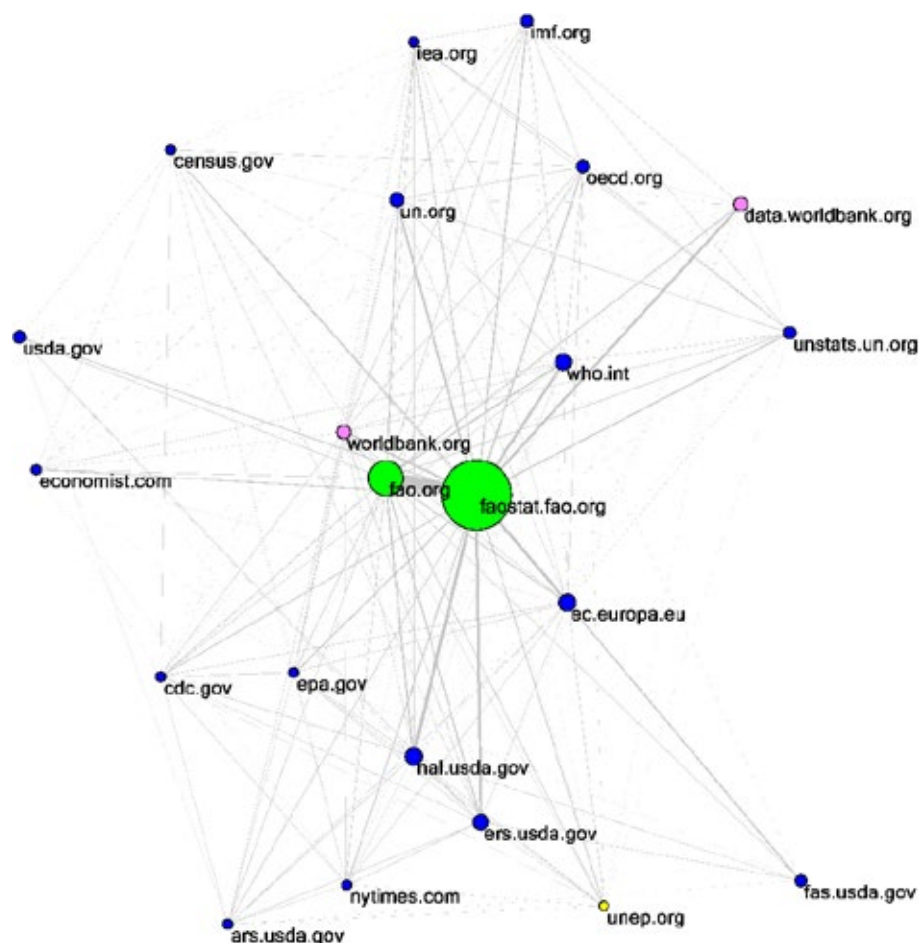 imf.org
iea.org
census.gov
oecd.org
un.org
data.worldbank.org
usda.gov
unstats.un.org
who.int
worldbank.org
economist.com
fao.org
faostat.fao.org
ec.europa.eu
cdc.gov
epa.gov
nal.usda.gov
ers.usda.gov
nytimes.com
fas.usda.gov
unep.org
ars.usda.gov